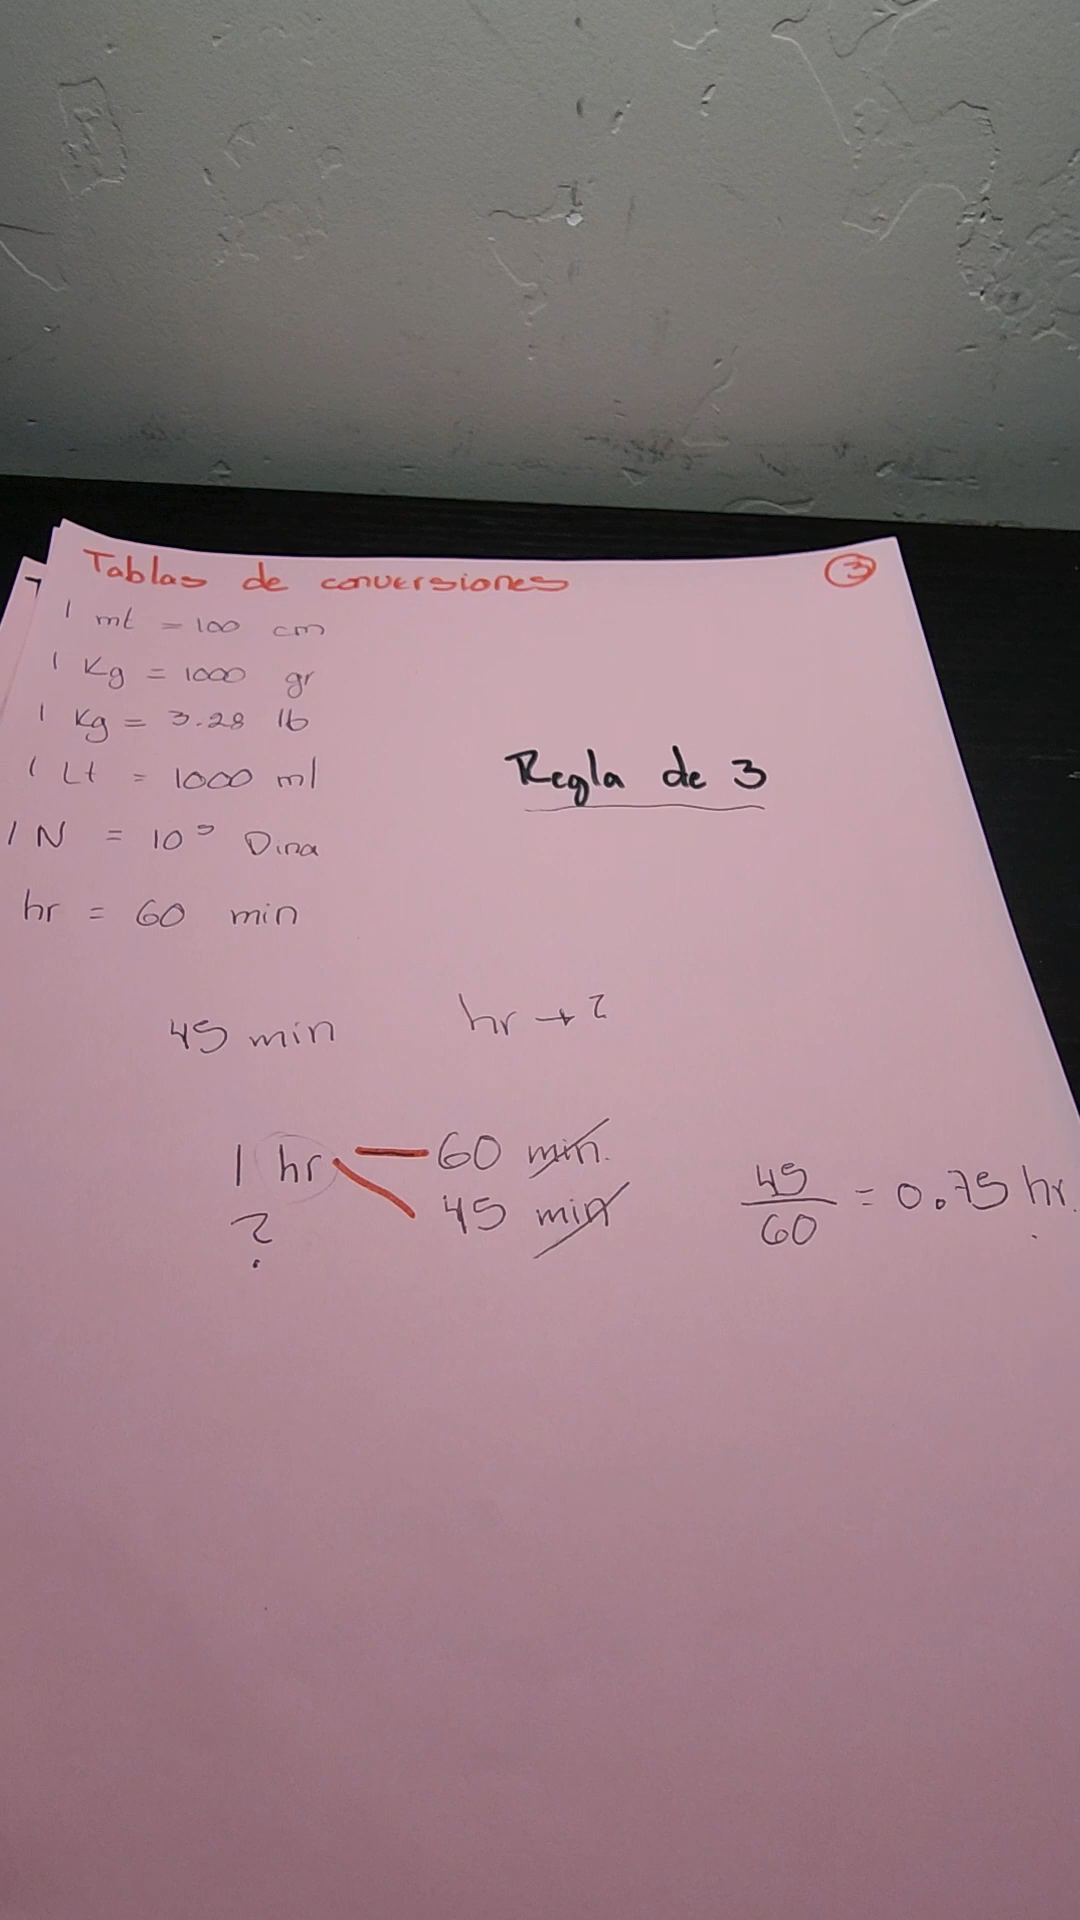 Tablas de conversiones
3
1 mt = 100 cm
1 Kg = 1000 gr
1 Kg = 3.28 lb
1 Lt = 1000 ml
1 N = 10⁵ Dina
hr = 60 min
Regla de 3
45 min hr → ?
1 hr — 60 min.
? 45 min
45/60 = 0.75 hr.